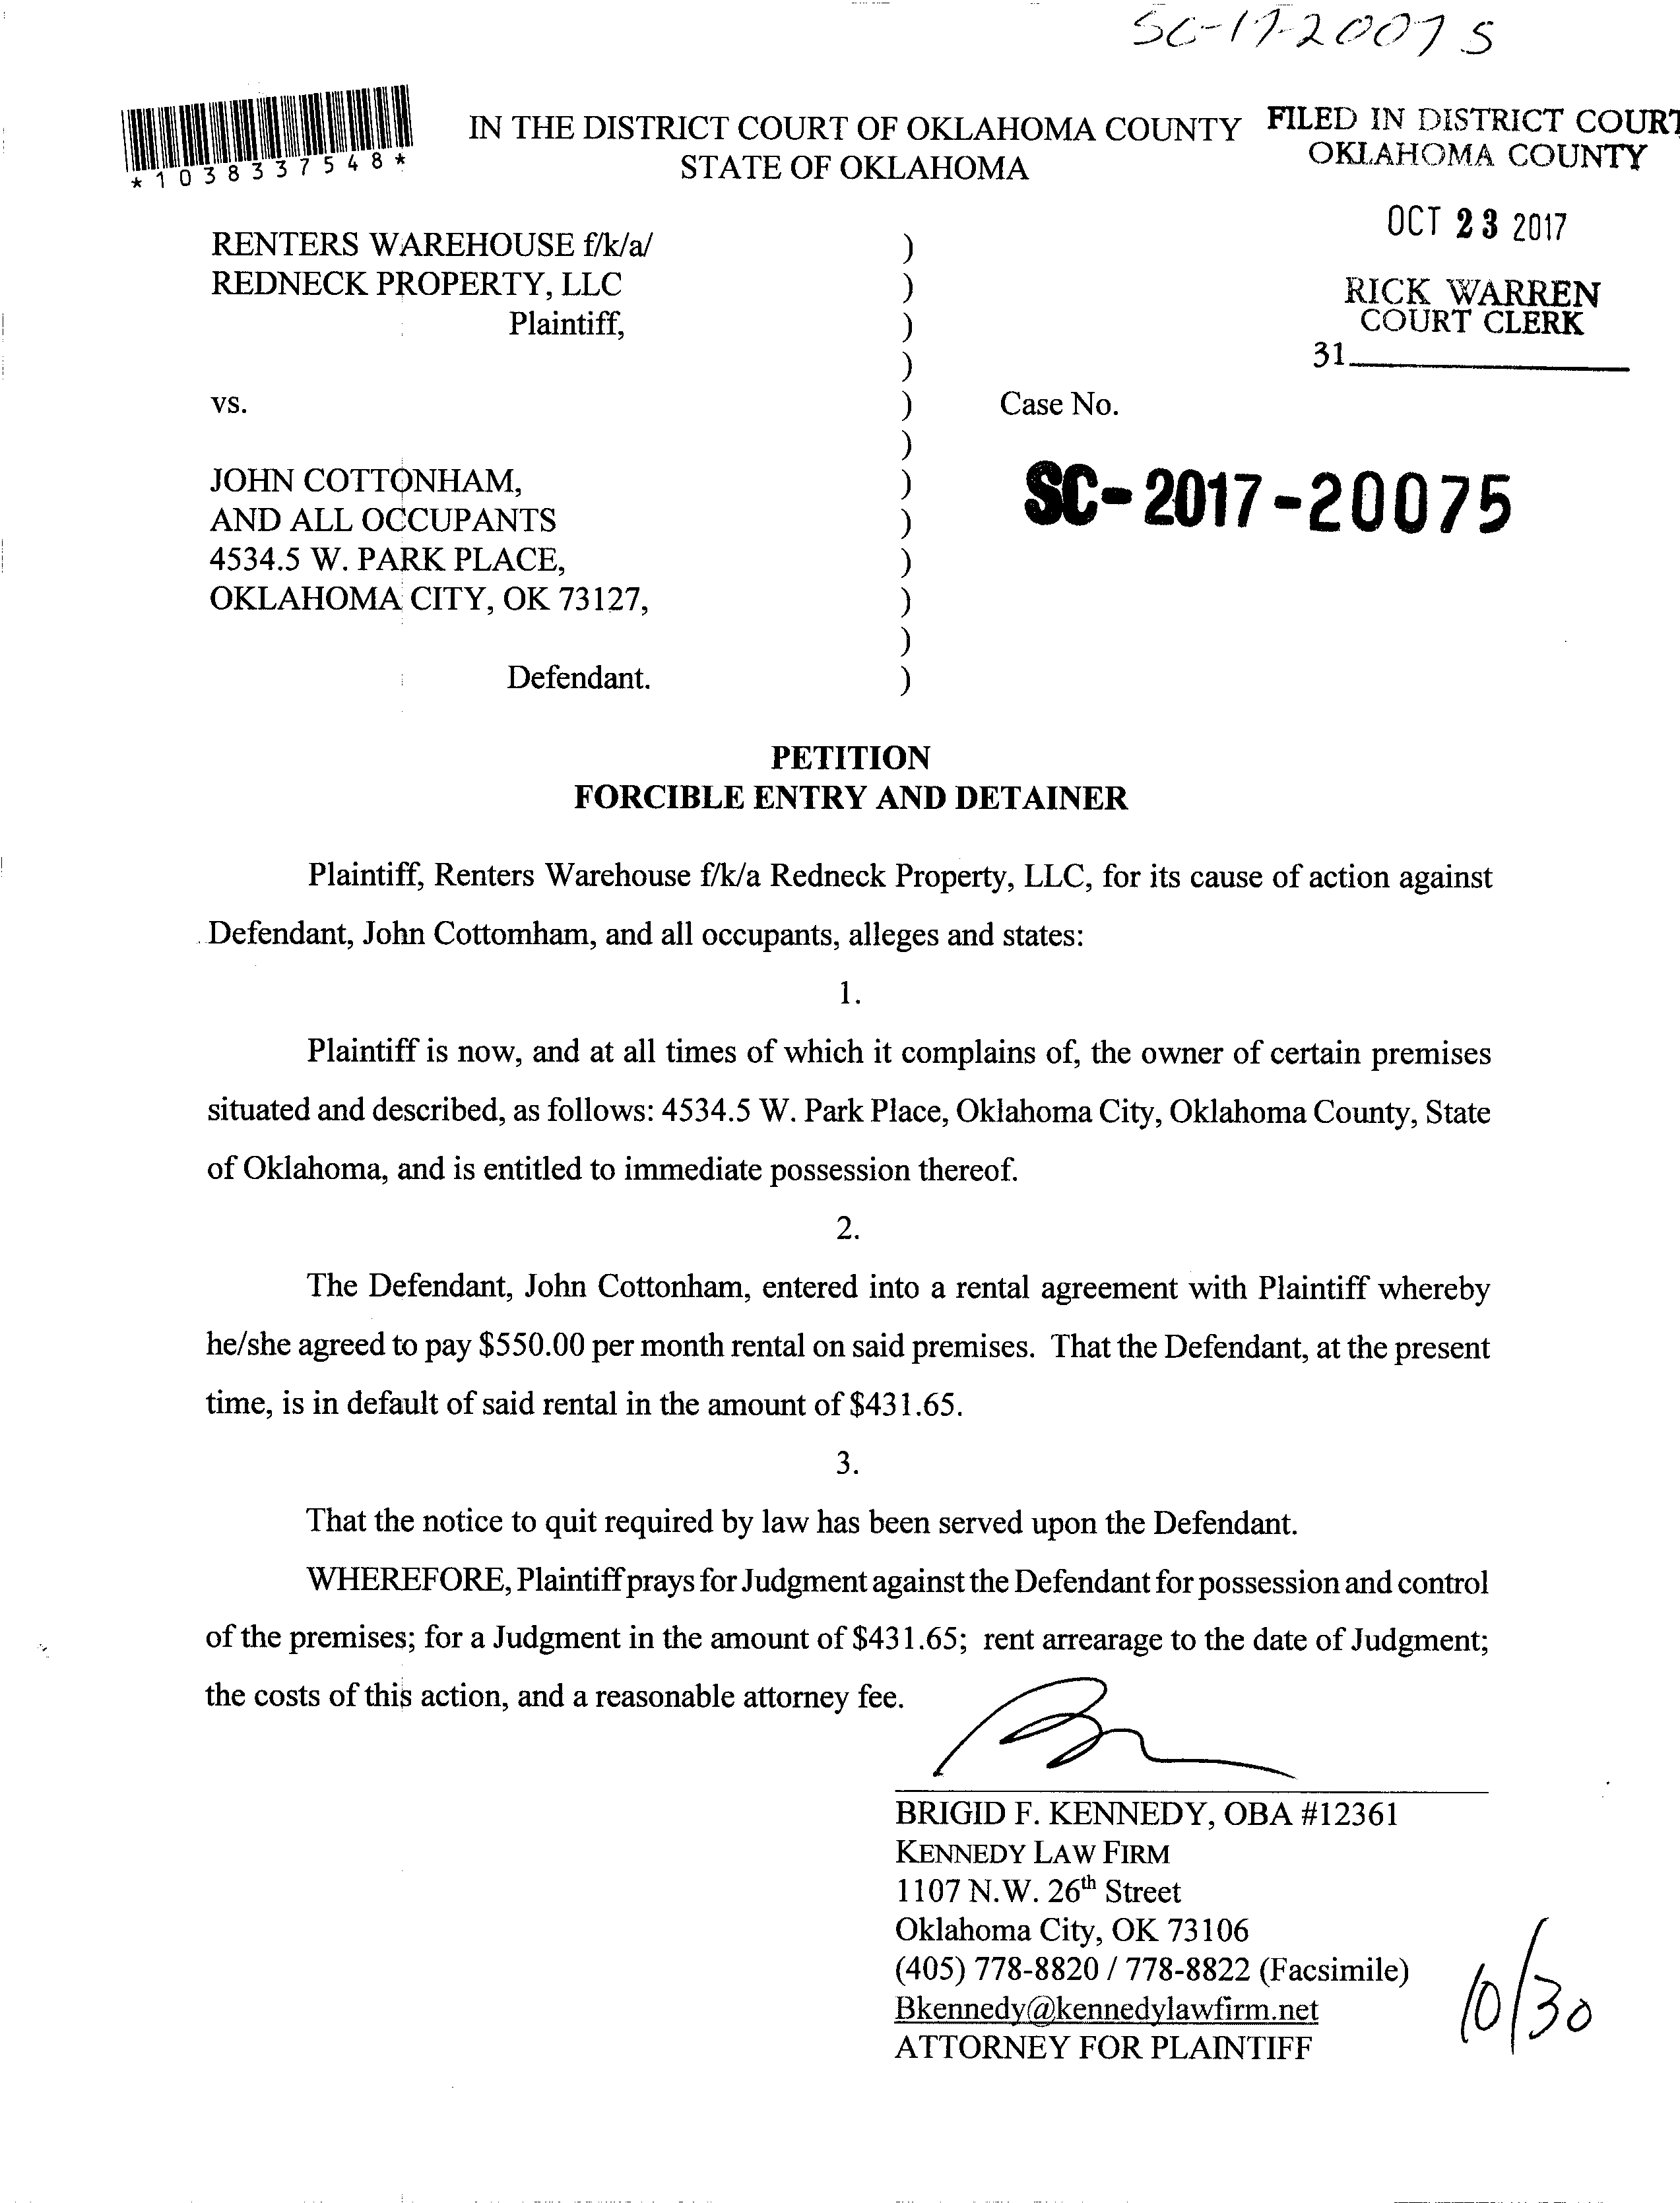 SC-17-20075
*1038337548*
IN THE DISTRICT COURT OF OKLAHOMA COUNTY
STATE OF OKLAHOMA
FILED IN DISTRICT COURT
OKLAHOMA COUNTY
OCT 23 2017
RICK WARREN
COURT CLERK
31
RENTERS WAREHOUSE f/k/a/ )
REDNECK PROPERTY, LLC )
Plaintiff, )
)
vs. ) Case No.
)
SC-2017-20075
JOHN COTTONHAM, )
AND ALL OCCUPANTS )
4534.5 W. PARK PLACE, )
OKLAHOMA CITY, OK 73127, )
)
Defendant. )
PETITION
FORCIBLE ENTRY AND DETAINER
Plaintiff, Renters Warehouse f/k/a Redneck Property, LLC, for its cause of action against
Defendant, John Cottomham, and all occupants, alleges and states:
1.
Plaintiff is now, and at all times of which it complains of, the owner of certain premises
situated and described, as follows: 4534.5 W. Park Place, Oklahoma City, Oklahoma County, State
of Oklahoma, and is entitled to immediate possession thereof.
2.
The Defendant, John Cottonham, entered into a rental agreement with Plaintiff whereby
he/she agreed to pay $550.00 per month rental on said premises. That the Defendant, at the present
time, is in default of said rental in the amount of $431.65.
3.
That the notice to quit required by law has been served upon the Defendant.
WHEREFORE, Plaintiff prays for Judgment against the Defendant for possession and control
of the premises; for a Judgment in the amount of $431.65; rent arrearage to the date of Judgment;
the costs of this action, and a reasonable attorney fee.
BRIGID F. KENNEDY, OBA #12361
KENNEDY LAW FIRM
1107 N.W. 26th Street
Oklahoma City, OK 73106
(405) 778-8820 / 778-8822 (Facsimile)
Bkennedy@kennedylawfirm.net
ATTORNEY FOR PLAINTIFF
10/30